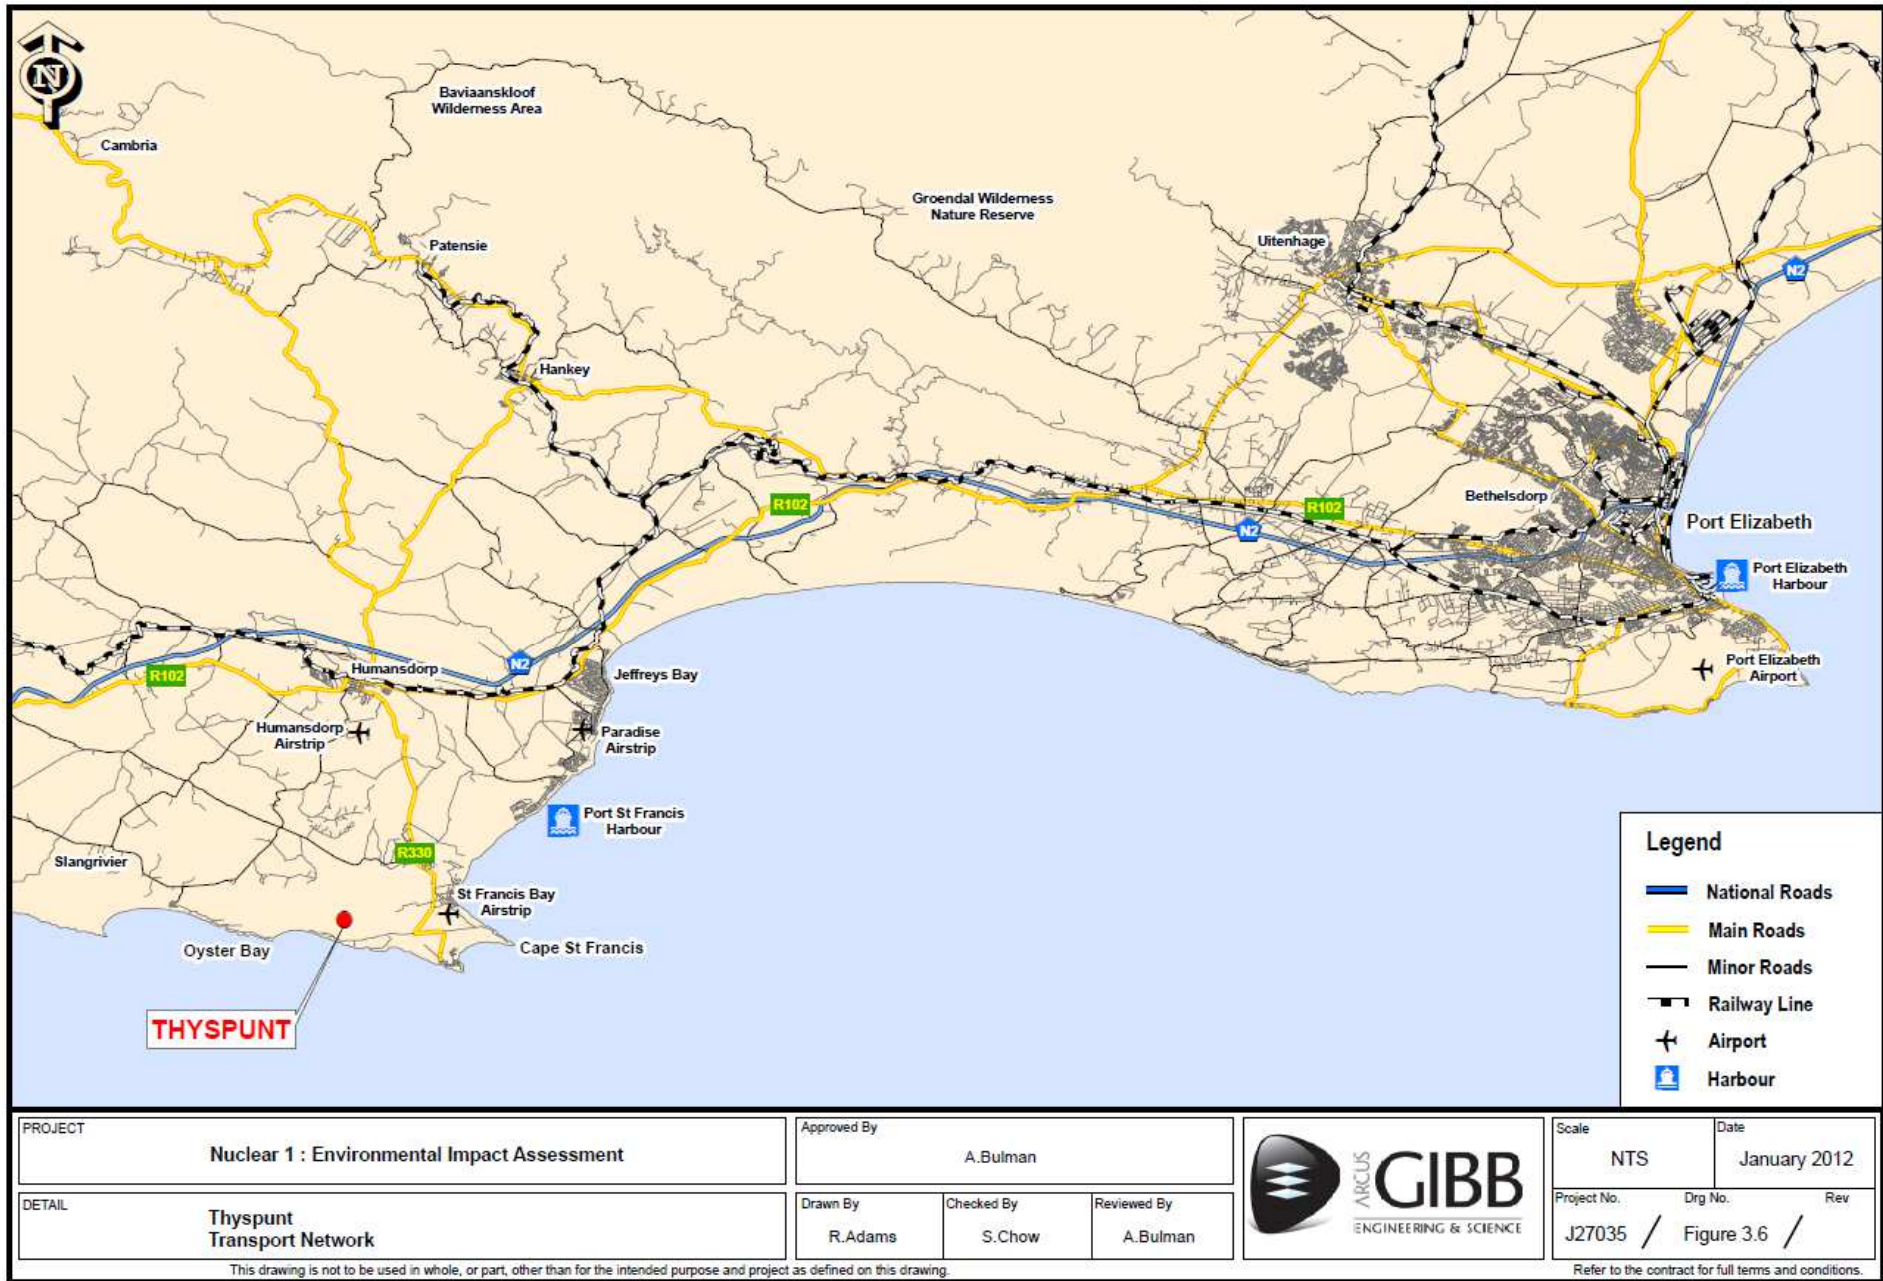 N
Baviaanskloof
Wilderness Area
Cambria
Groendal Wilderness
Nature Reserve
Patensie
Uitenhage
N2
Hankey
R102
R102
Bethelsdorp
N2
Port Elizabeth
Port Elizabeth
Harbour
R102
Humansdorp
N2
Jeffreys Bay
Port Elizabeth
Airport
Humansdorp
Airstrip
Paradise
Airstrip
Port St Francis
Harbour
R330
Slangrivier
St Francis Bay
Airstrip
Oyster Bay
Cape St Francis
THYSPUNT
Legend
National Roads
Main Roads
Minor Roads
Railway Line
Airport
Harbour
PROJECT
Nuclear 1 : Environmental Impact Assessment
DETAIL
Thyspunt
Transport Network
Approved By
A.Bulman
Drawn By
R.Adams
Checked By
S.Chow
Reviewed By
A.Bulman
ARCUS
GIBB
ENGINEERING & SCIENCE
Scale
NTS
Date
January 2012
Project No.
Drg No.
Rev
J27035 / Figure 3.6 /
This drawing is not to be used in whole, or part, other than for the intended purpose and project as defined on this drawing.
Refer to the contract for full terms and conditions.